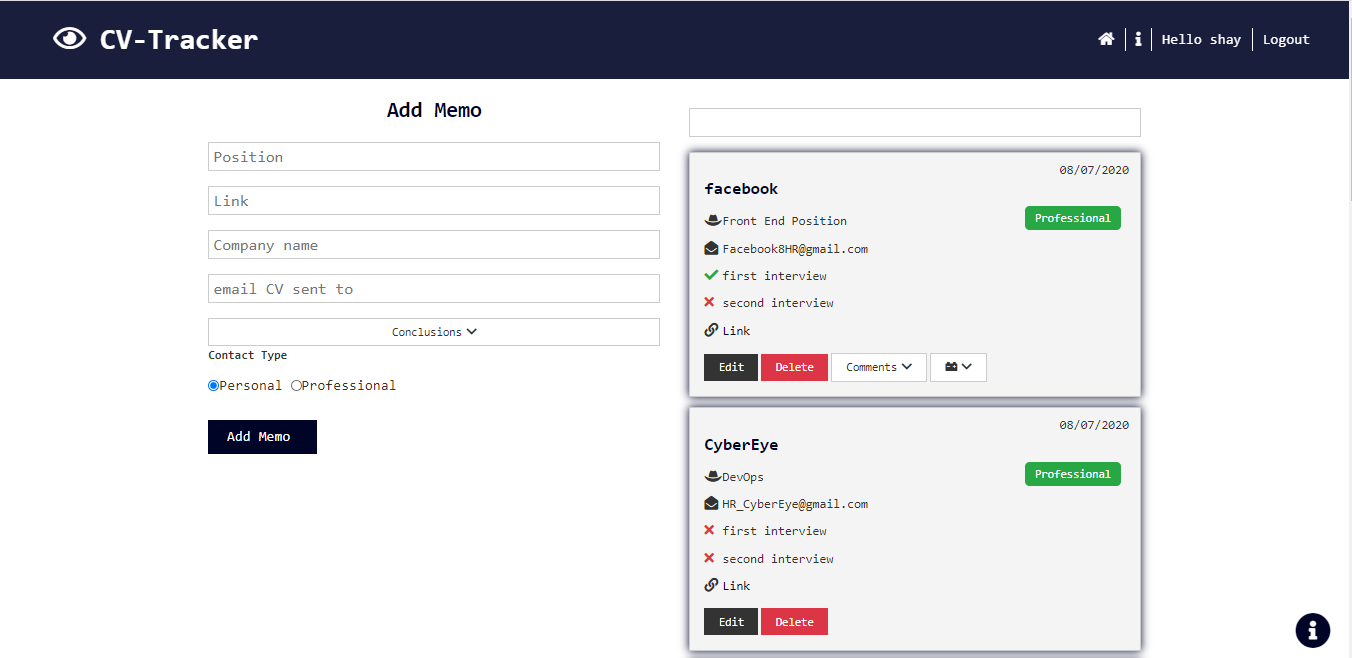 CV-Tracker
Hello shay
Logout
Add Memo
Position
Link
Company name
email CV sent to
Conclusions
Contact Type
Personal
Professional
Add Memo
08/07/2020
facebook
Front End Position
Professional
Facebook8HR@gmail.com
first interview
second interview
Link
Edit
Delete
Comments
08/07/2020
CyberEye
DevOps
Professional
HR_CyberEye@gmail.com
first interview
second interview
Link
Edit
Delete